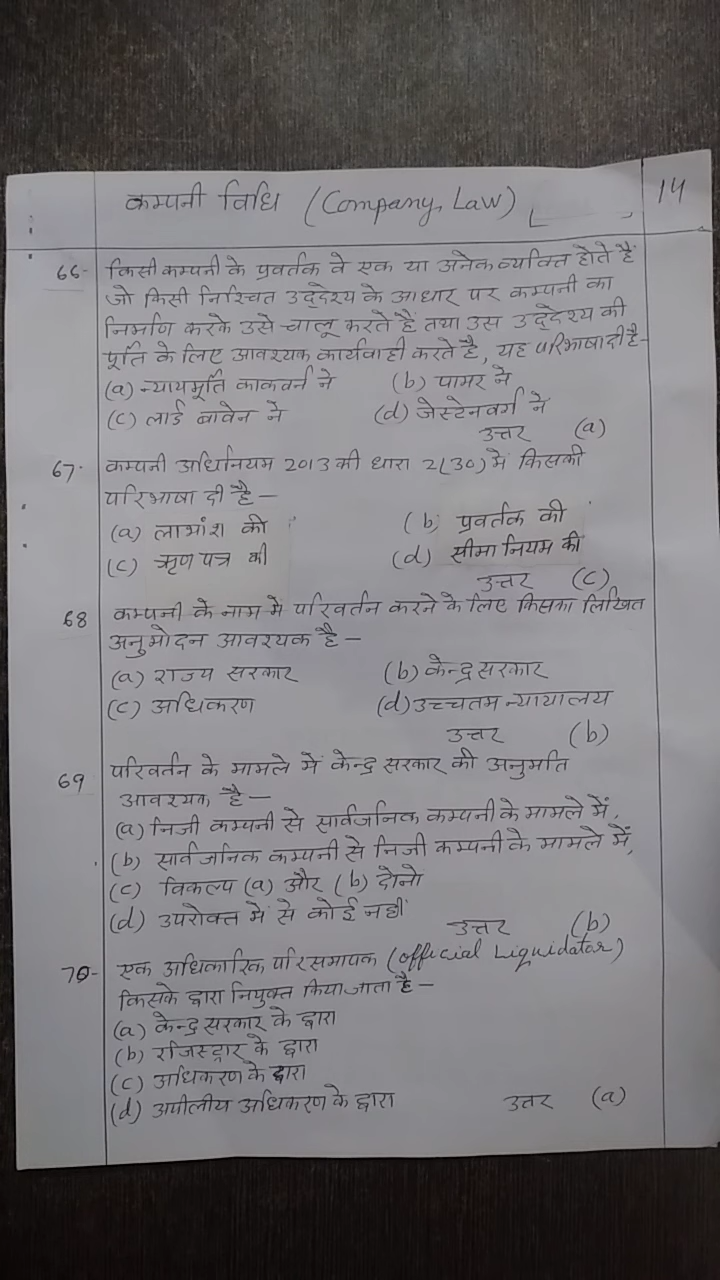 कम्पनी विधि (Company Law)
14
66- किसी कम्पनी के प्रवर्तक वे एक या अनेक व्यक्ति होते हैं
जो किसी निश्चित उद्देश्य के आधार पर कम्पनी का
निर्माण करके उसे चालू करते हैं तथा उस उद्देश्य की
पूर्ति के लिए आवश्यक कार्यवाही करते है, यह परिभाषा दी है-
(a) न्यायमूर्ति काकबर्न ने (b) पामर ने
(c) लार्ड बावेन ने (d) जेस्टेनबर्ग ने
उत्तर (a)
67. कम्पनी अधिनियम 2013 की धारा 2(30) में किसकी
परिभाषा दी है —
(a) लाभांश की (b) प्रवर्तक की
(c) ऋण पत्र की (d) सीमा नियम की
उत्तर (c)
68 कम्पनी के नाम में परिवर्तन करने के लिए किसका लिखित
अनुमोदन आवश्यक है —
(a) राज्य सरकार (b) केन्द्र सरकार
(c) अधिकरण (d) उच्चतम न्यायालय
उत्तर (b)
69 परिवर्तन के मामले में केन्द्र सरकार की अनुमति
आवश्यक है —
(a) निजी कम्पनी से सार्वजनिक कम्पनी के मामले में,
(b) सार्वजनिक कम्पनी से निजी कम्पनी के मामले में,
(c) विकल्प (a) और (b) दोनो
(d) उपरोक्त में से कोई नहीं
उत्तर (b)
70- एक अधिकारिक परिसमापक (official Liquidator)
किसके द्वारा नियुक्त किया जाता है —
(a) केन्द्र सरकार के द्वारा
(b) रजिस्ट्रार के द्वारा
(c) अधिकरण के द्वारा
(d) अपीलीय अधिकरण के द्वारा उत्तर (a)